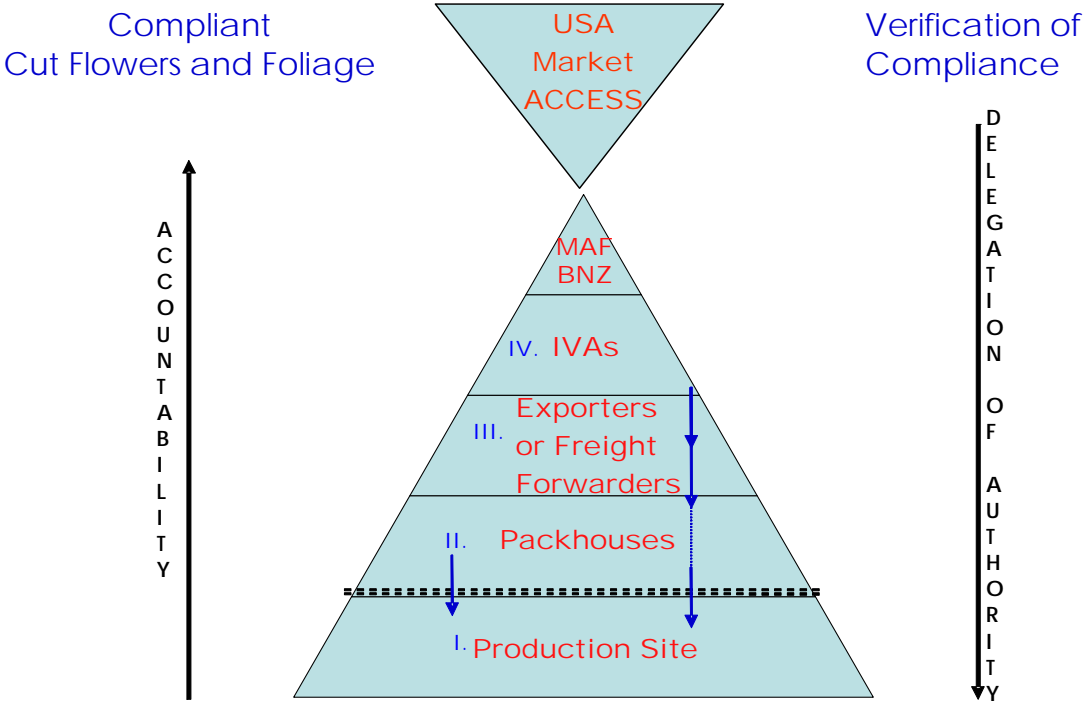 Compliant
Cut Flowers and Foliage
USA
Market
ACCESS
Verification of
Compliance
ACCOUNTABILITY
DELEGATION OF AUTHORITY
MAF
BNZ
IV. IVAs
III. Exporters
or Freight
Forwarders
II. Packhouses
I. Production Site